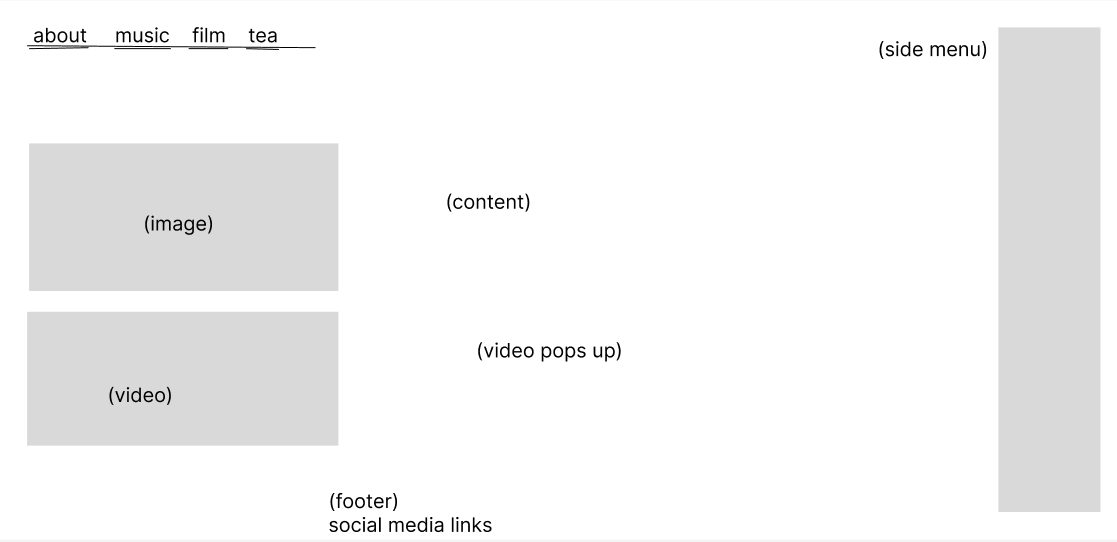 about music film tea
(side menu)
(content)
(image)
(video pops up)
(video)
(footer)
social media links